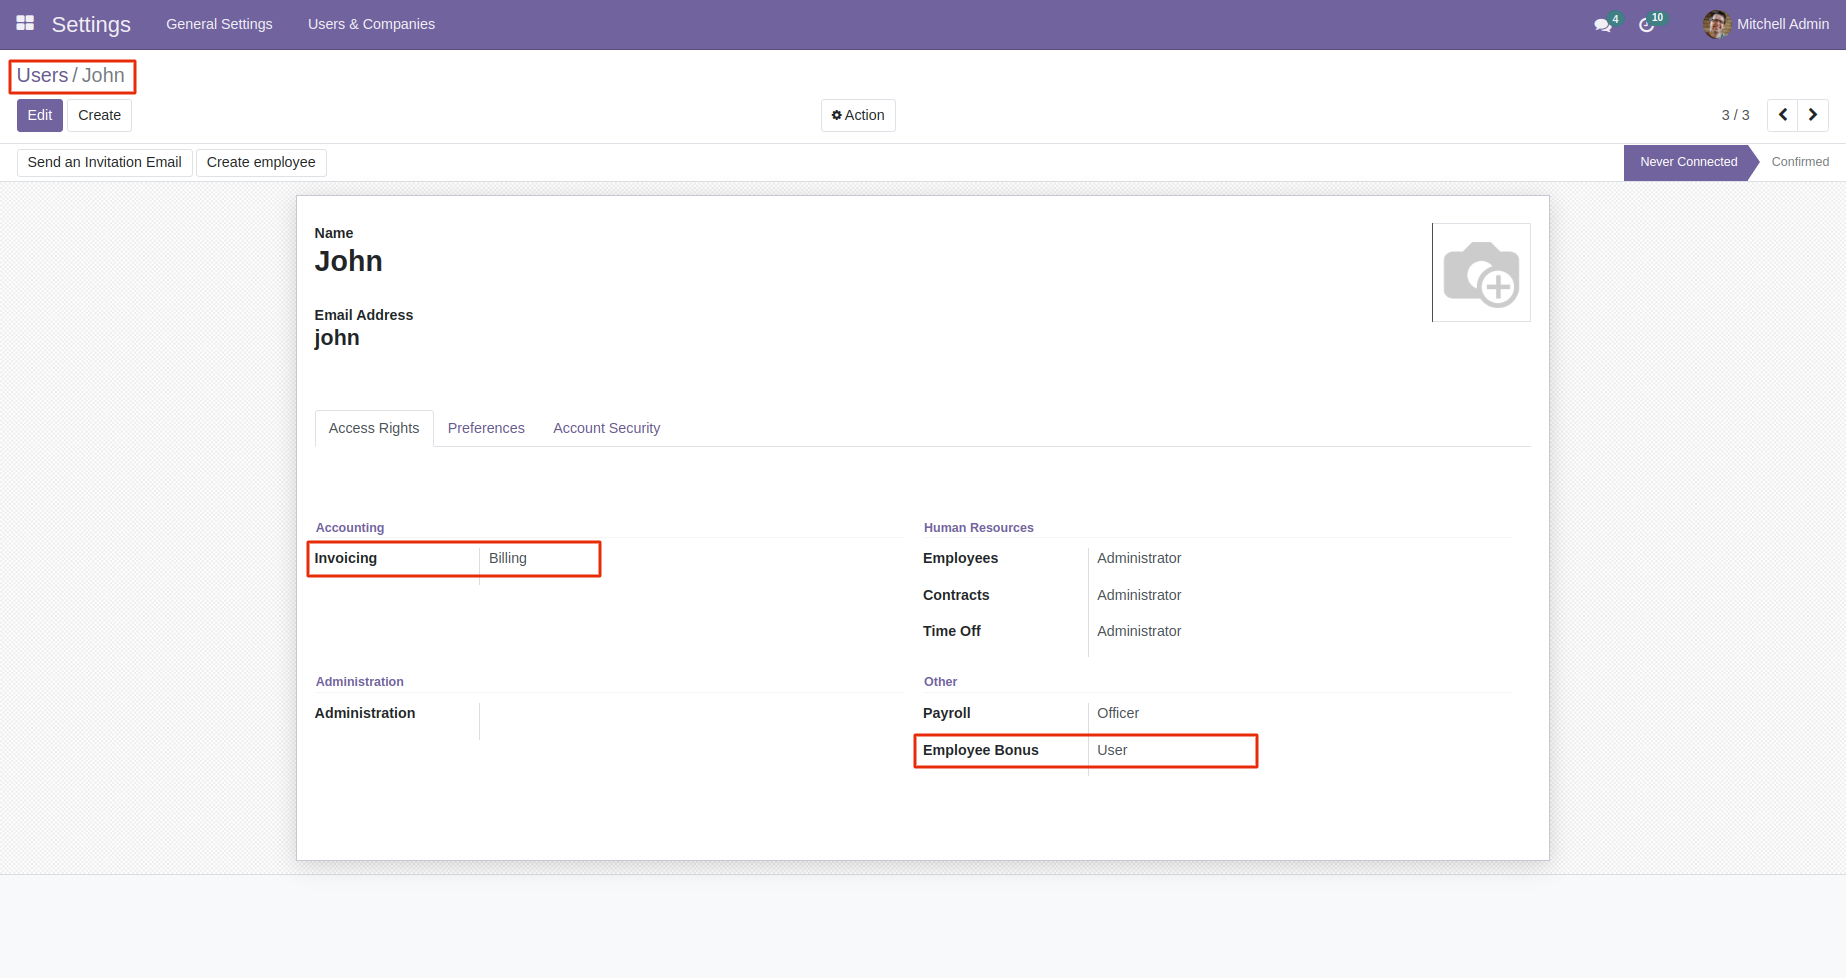 Settings General Settings Users & Companies 4 10 Mitchell Admin
Users / John
Edit Create Action 3 / 3
Send an Invitation Email Create employee Never Connected Confirmed
Name
John
Email Address
john
Access Rights Preferences Account Security
Accounting
Invoicing Billing
Human Resources
Employees Administrator
Contracts Administrator
Time Off Administrator
Administration
Administration
Other
Payroll Officer
Employee Bonus User